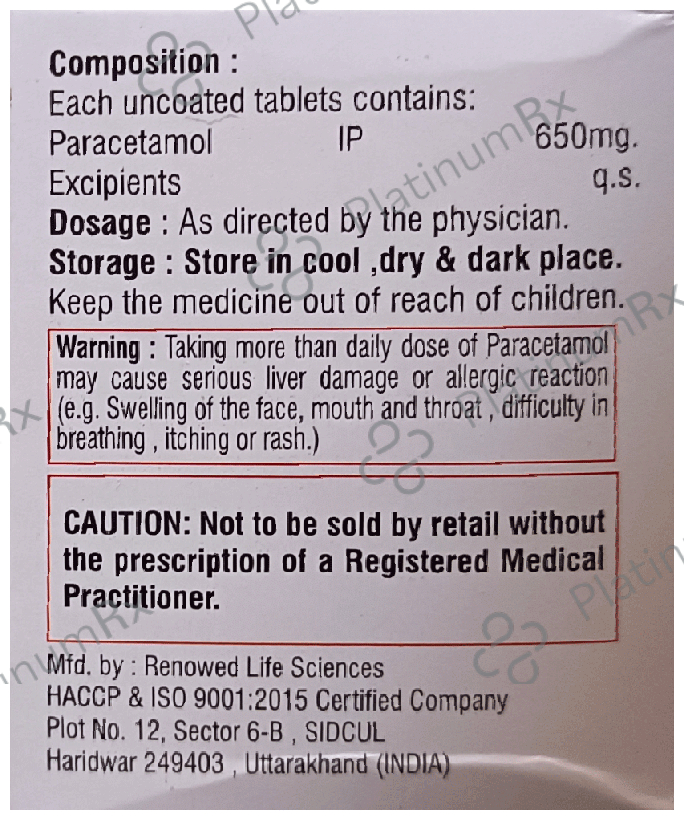 Composition :
Each uncoated tablets contains:
Paracetamol IP 650mg.
Excipients q.s.
Dosage : As directed by the physician.
Storage : Store in cool ,dry & dark place.
Keep the medicine out of reach of children.
Warning : Taking more than daily dose of Paracetamol
may cause serious liver damage or allergic reaction
(e.g. Swelling of the face, mouth and throat , difficulty in
breathing , itching or rash.)
CAUTION: Not to be sold by retail without
the prescription of a Registered Medical
Practitioner.
Mfd. by : Renowed Life Sciences
HACCP & ISO 9001:2015 Certified Company
Plot No. 12, Sector 6-B , SIDCUL
Haridwar 249403 , Uttarakhand (INDIA)
PlatinumRx